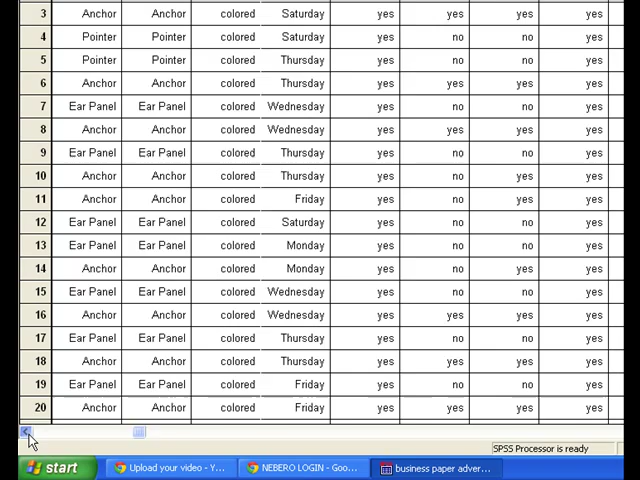 3 Anchor Anchor colored Saturday yes yes yes yes
4 Pointer Pointer colored Saturday yes no no yes
5 Pointer Pointer colored Thursday yes no no yes
6 Anchor Anchor colored Thursday yes yes yes yes
7 Ear Panel Ear Panel colored Wednesday yes no no yes
8 Anchor Anchor colored Wednesday yes yes yes yes
9 Ear Panel Ear Panel colored Thursday yes no no yes
10 Anchor Anchor colored Thursday yes no yes yes
11 Anchor Anchor colored Friday yes no yes yes
12 Ear Panel Ear Panel colored Saturday yes no no yes
13 Ear Panel Ear Panel colored Monday yes no no yes
14 Anchor Anchor colored Monday yes no yes yes
15 Ear Panel Ear Panel colored Wednesday yes no no yes
16 Anchor Anchor colored Wednesday yes yes yes yes
17 Ear Panel Ear Panel colored Thursday yes no no yes
18 Anchor Anchor colored Thursday yes yes yes yes
19 Ear Panel Ear Panel colored Friday yes no no yes
20 Anchor Anchor colored Friday yes yes yes yes
SPSS Processor is ready
start Upload your video - Y... NEBERO LOGIN - Goo... business paper adver...